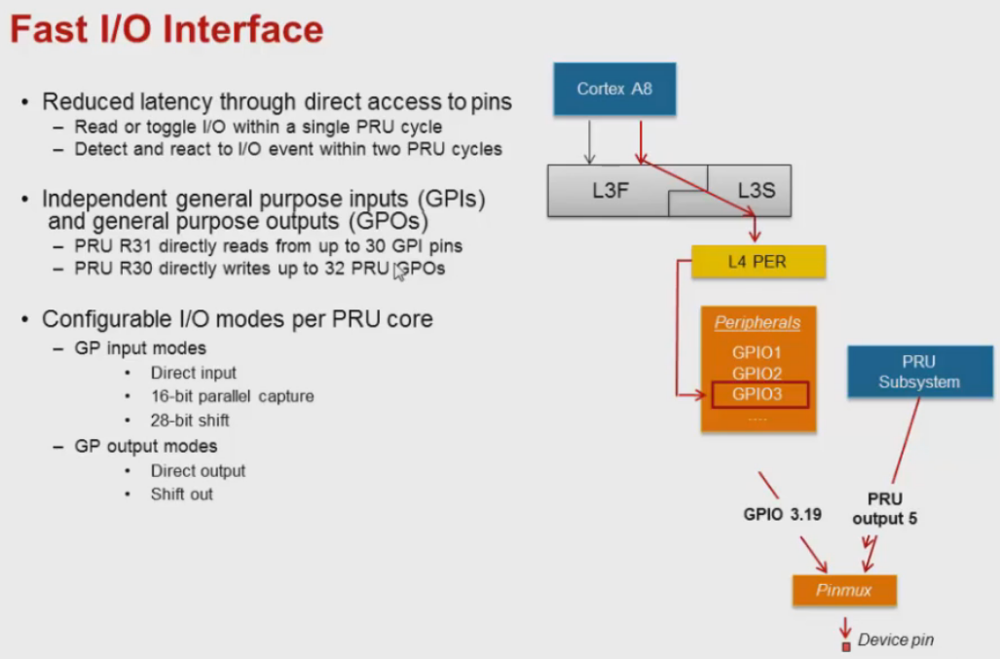 Fast I/O Interface
• Reduced latency through direct access to pins
– Read or toggle I/O within a single PRU cycle
– Detect and react to I/O event within two PRU cycles
• Independent general purpose inputs (GPIs)
and general purpose outputs (GPOs)
– PRU R31 directly reads from up to 30 GPI pins
– PRU R30 directly writes up to 32 PRU GPOs
• Configurable I/O modes per PRU core
– GP input modes
• Direct input
• 16-bit parallel capture
• 28-bit shift
– GP output modes
• Direct output
• Shift out
Cortex A8
L3F
L3S
L4 PER
Peripherals
GPIO1
GPIO2
GPIO3
....
PRU
Subsystem
GPIO 3.19
PRU
output 5
Pinmux
Device pin